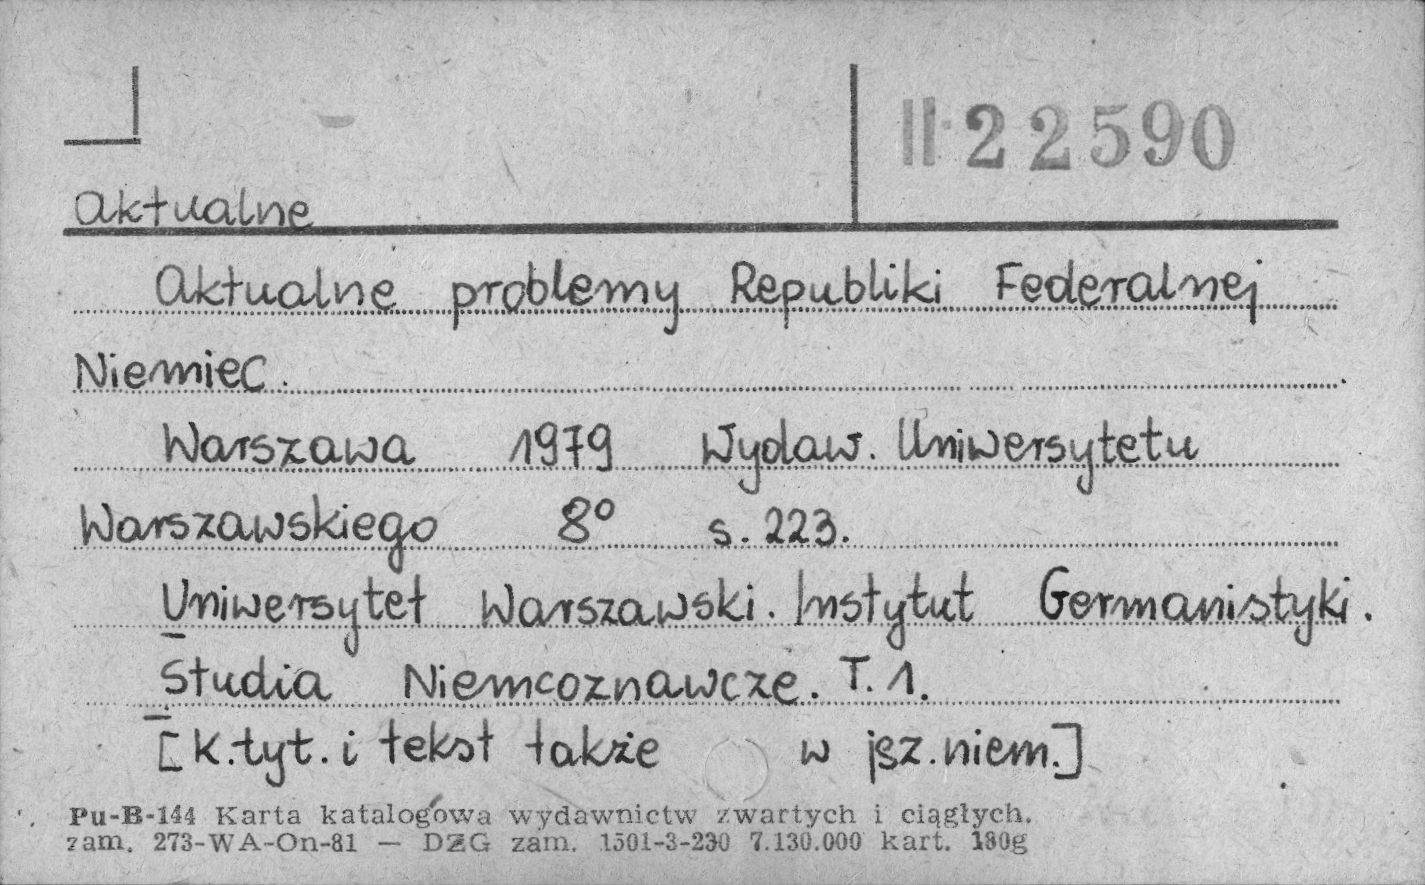 II 22590
Aktualne
Aktualne problemy Republiki Federalnej
Niemiec.
Warszawa 1979 Wydaw. Uniwersytetu
Warszawskiego 8° s. 223.
Uniwersytet Warszawski. Instytut Germanistyki.
Studia Niemcoznawcze. T. 1.
[K. tyt. i tekst także w jęz. niem.]
Pu-B-144 Karta katalogowa wydawnictw zwartych i ciągłych.
zam. 273-WA-On-81 — DZG zam. 1501-3-230 7.130.000 kart. 180g